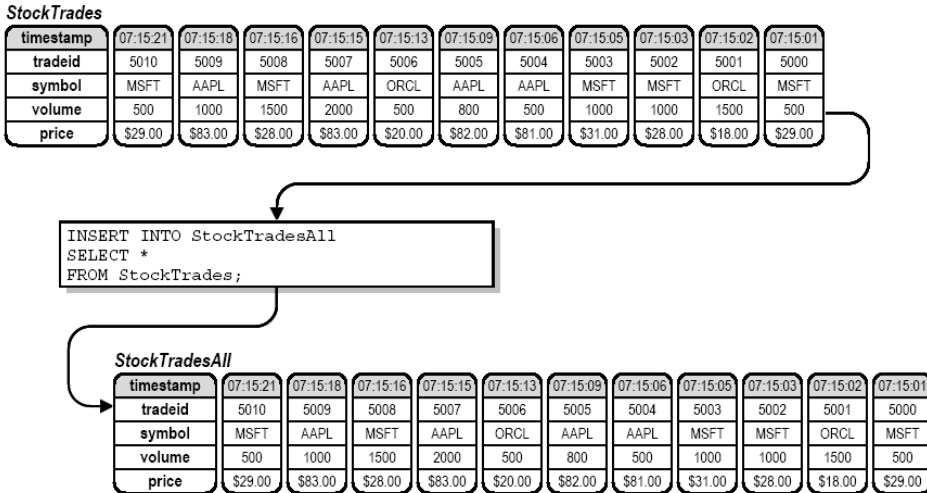 StockTrades
timestamp 07:15:21 07:15:18 07:15:16 07:15:15 07:15:13 07:15:09 07:15:06 07:15:05 07:15:03 07:15:02 07:15:01
tradeid 5010 5009 5008 5007 5006 5005 5004 5003 5002 5001 5000
symbol MSFT AAPL MSFT AAPL ORCL AAPL AAPL MSFT MSFT ORCL MSFT
volume 500 1000 1500 2000 500 800 500 1000 1000 1500 500
price $29.00 $83.00 $28.00 $83.00 $20.00 $82.00 $81.00 $31.00 $28.00 $18.00 $29.00
INSERT INTO StockTradesAll
SELECT *
FROM StockTrades;
StockTradesAll
timestamp 07:15:21 07:15:18 07:15:16 07:15:15 07:15:13 07:15:09 07:15:06 07:15:05 07:15:03 07:15:02 07:15:01
tradeid 5010 5009 5008 5007 5006 5005 5004 5003 5002 5001 5000
symbol MSFT AAPL MSFT AAPL ORCL AAPL AAPL MSFT MSFT ORCL MSFT
volume 500 1000 1500 2000 500 800 500 1000 1000 1500 500
price $29.00 $83.00 $28.00 $83.00 $20.00 $82.00 $81.00 $31.00 $28.00 $18.00 $29.00